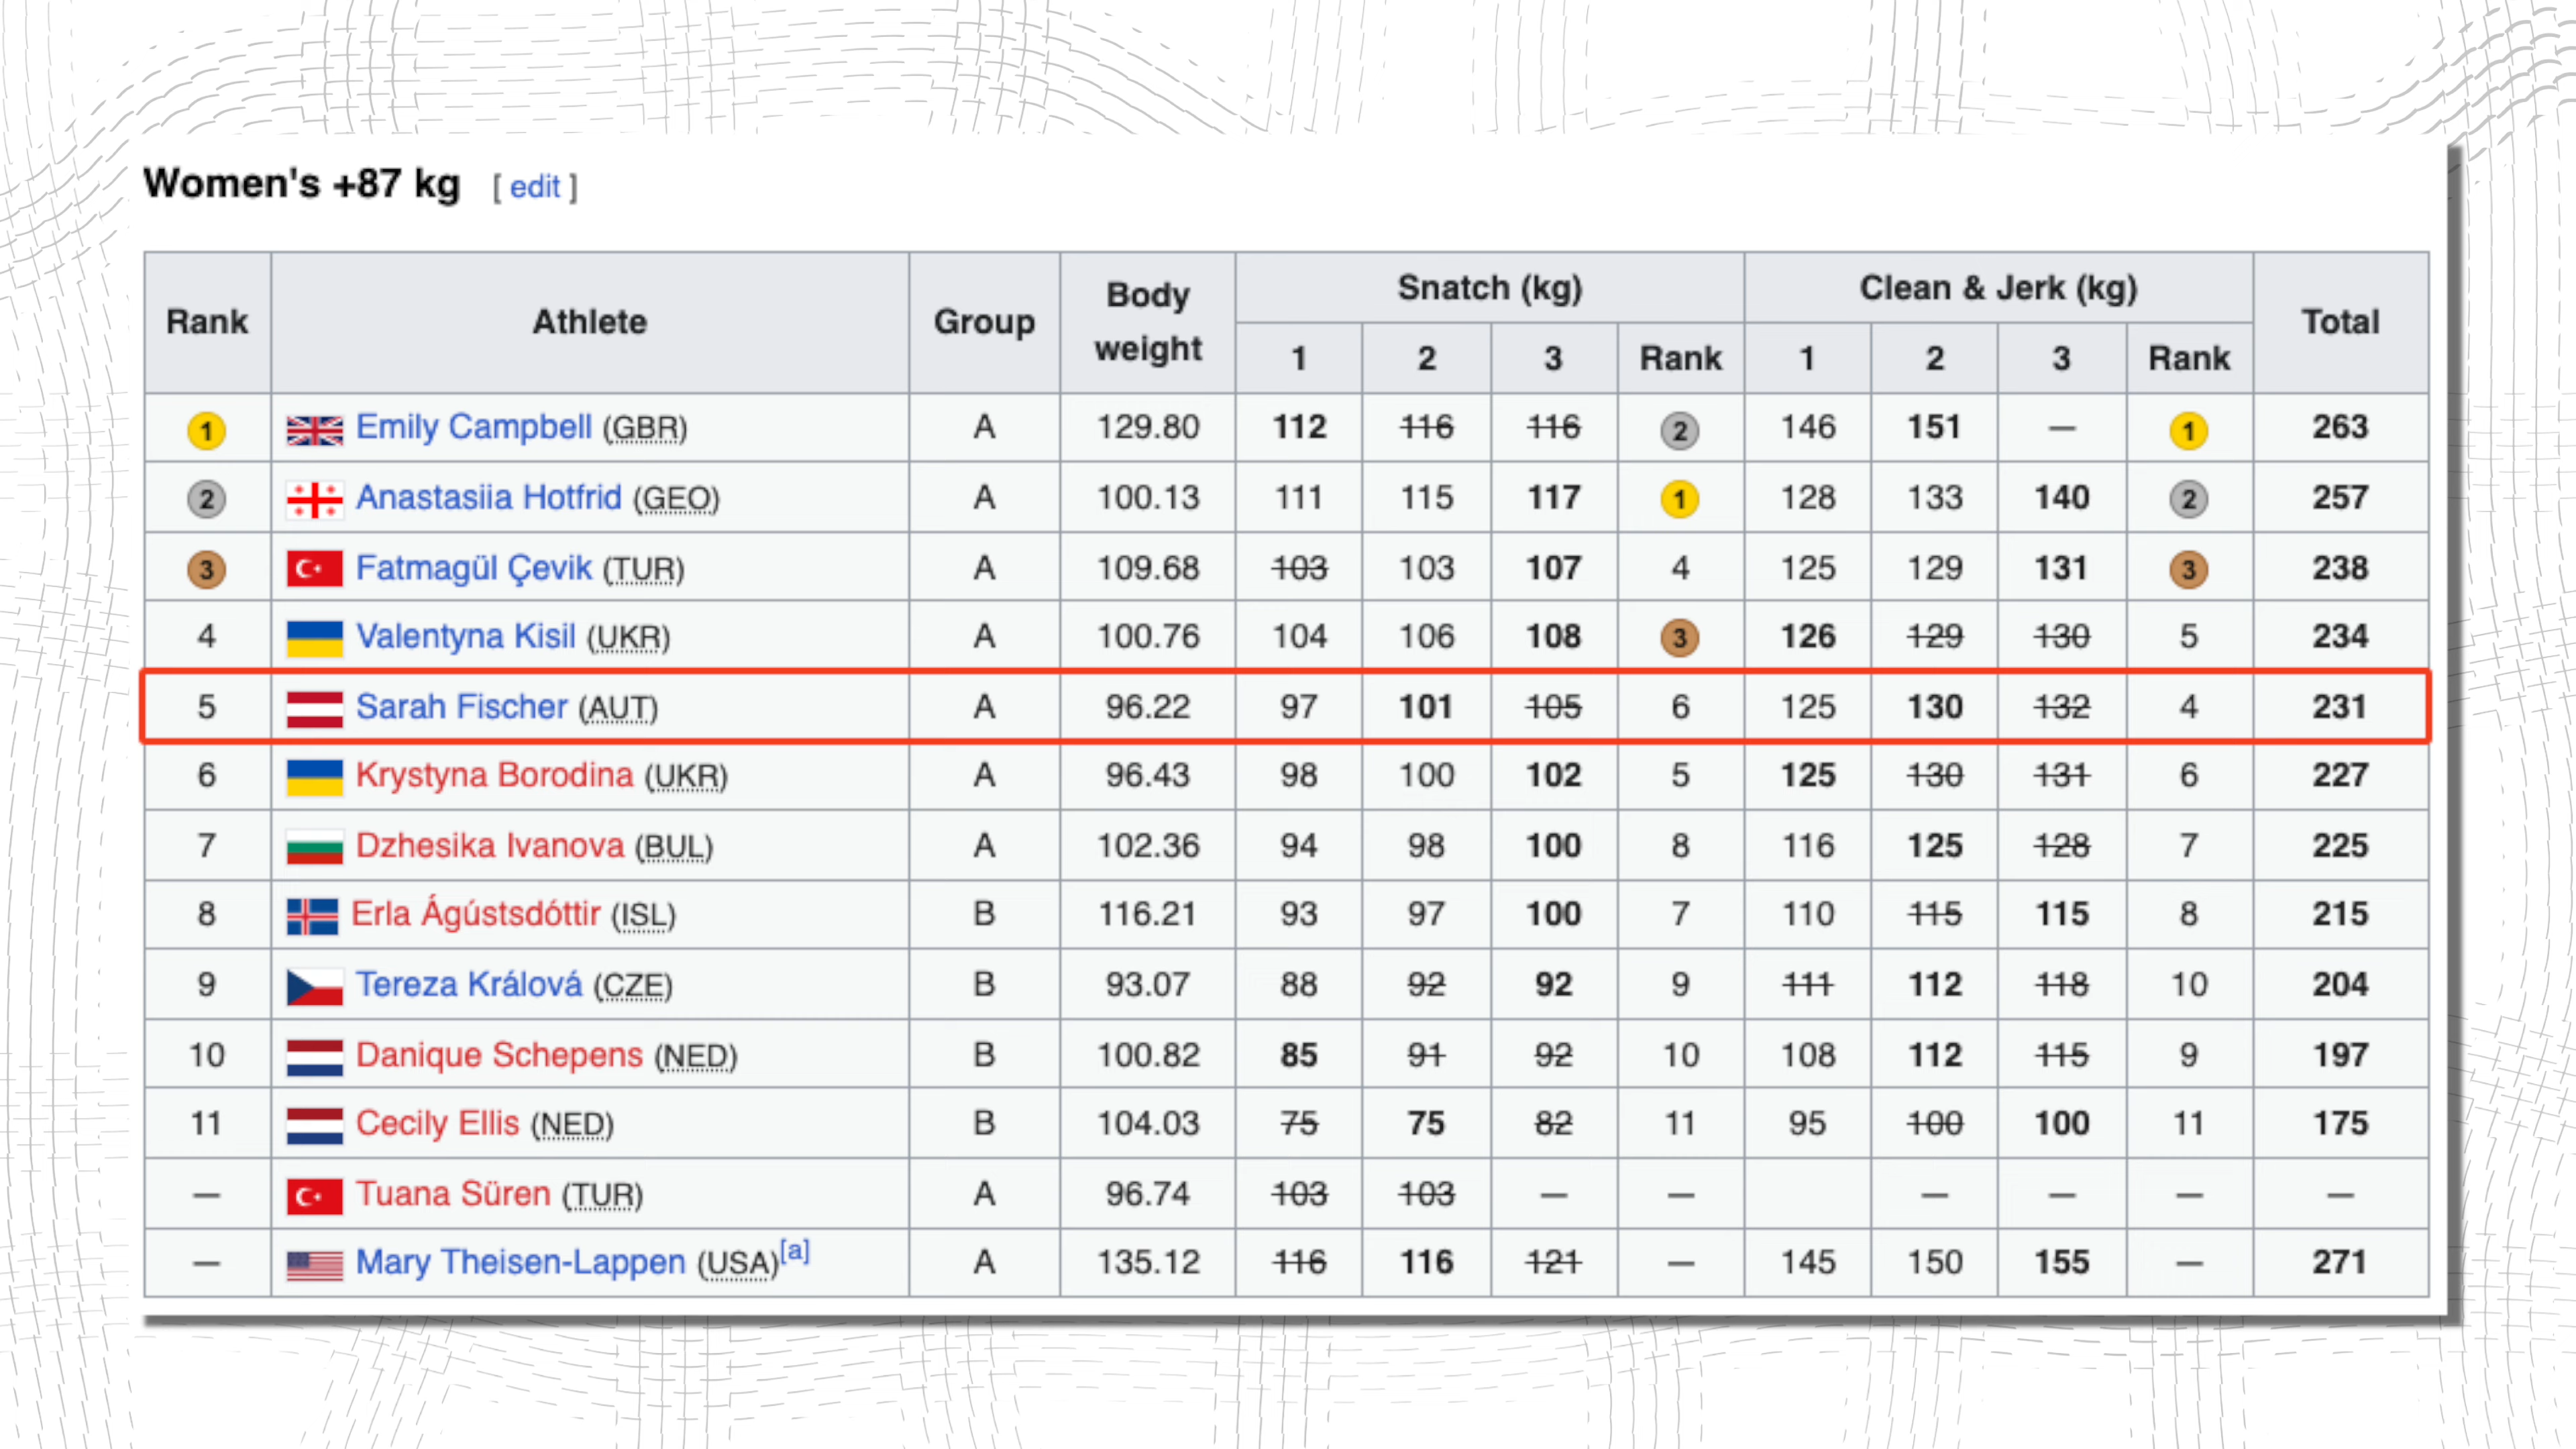 Women's +87 kg [ edit ]
Rank Athlete Group Body weight Snatch (kg) Clean & Jerk (kg) Total
1 2 3 Rank 1 2 3 Rank
1 Emily Campbell (GBR) A 129.80 112 116 116 2 146 151 — 1 263
2 Anastasiia Hotfrid (GEO) A 100.13 111 115 117 1 128 133 140 2 257
3 Fatmagül Çevik (TUR) A 109.68 103 103 107 4 125 129 131 3 238
4 Valentyna Kisil (UKR) A 100.76 104 106 108 3 126 129 130 5 234
5 Sarah Fischer (AUT) A 96.22 97 101 105 6 125 130 132 4 231
6 Krystyna Borodina (UKR) A 96.43 98 100 102 5 125 130 131 6 227
7 Dzhesika Ivanova (BUL) A 102.36 94 98 100 8 116 125 128 7 225
8 Erla Ágústsdóttir (ISL) B 116.21 93 97 100 7 110 115 115 8 215
9 Tereza Králová (CZE) B 93.07 88 92 92 9 111 112 118 10 204
10 Danique Schepens (NED) B 100.82 85 91 92 10 108 112 115 9 197
11 Cecily Ellis (NED) B 104.03 75 75 82 11 95 100 100 11 175
— Tuana Süren (TUR) A 96.74 103 103 — — — — — —
— Mary Theisen-Lappen (USA)[a] A 135.12 116 116 121 — 145 150 155 — 271